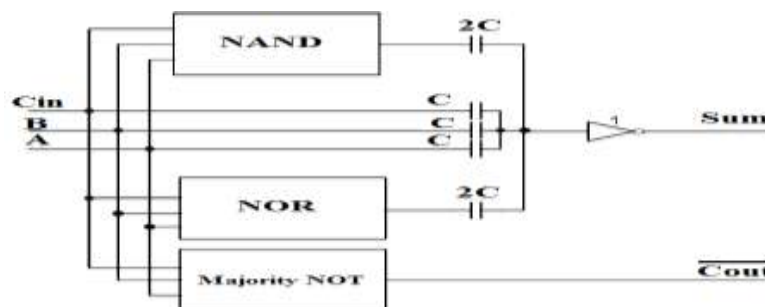 NAND
2C
Cin
C
B
C
A
C
1
Sum
NOR
2C
Majority NOT
Cout